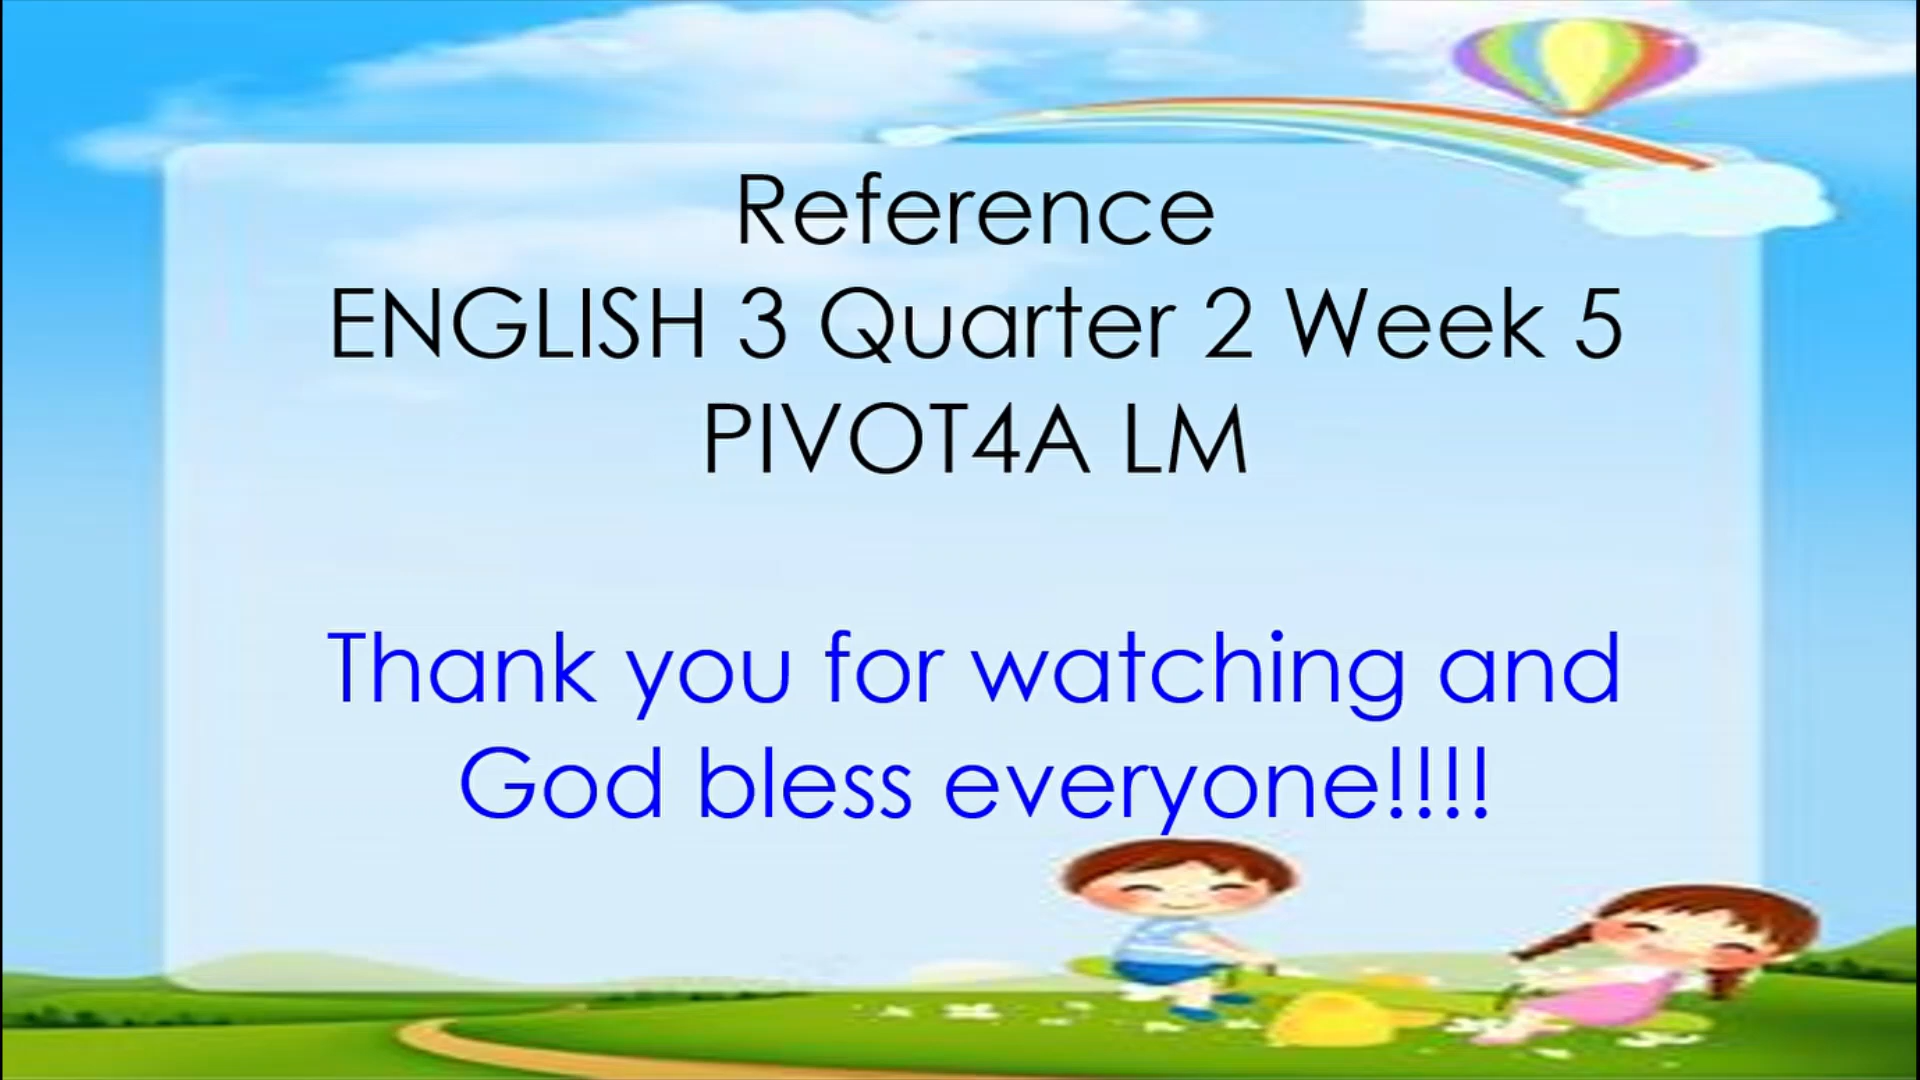 Reference
ENGLISH 3 Quarter 2 Week 5
PIVOT4A LM
Thank you for watching and
God bless everyone!!!!